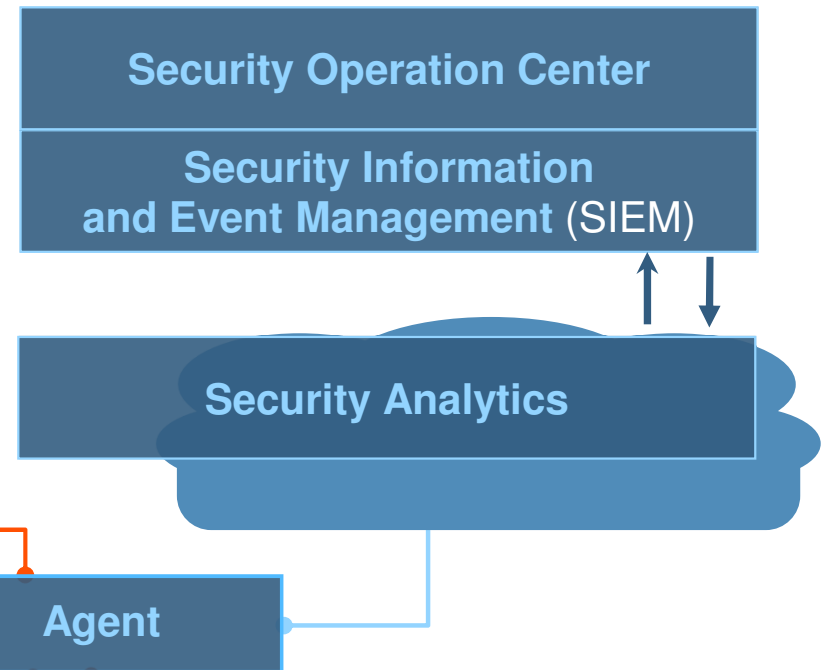 Security Operation Center
Security Information
and Event Management (SIEM)
Security Analytics
Agent